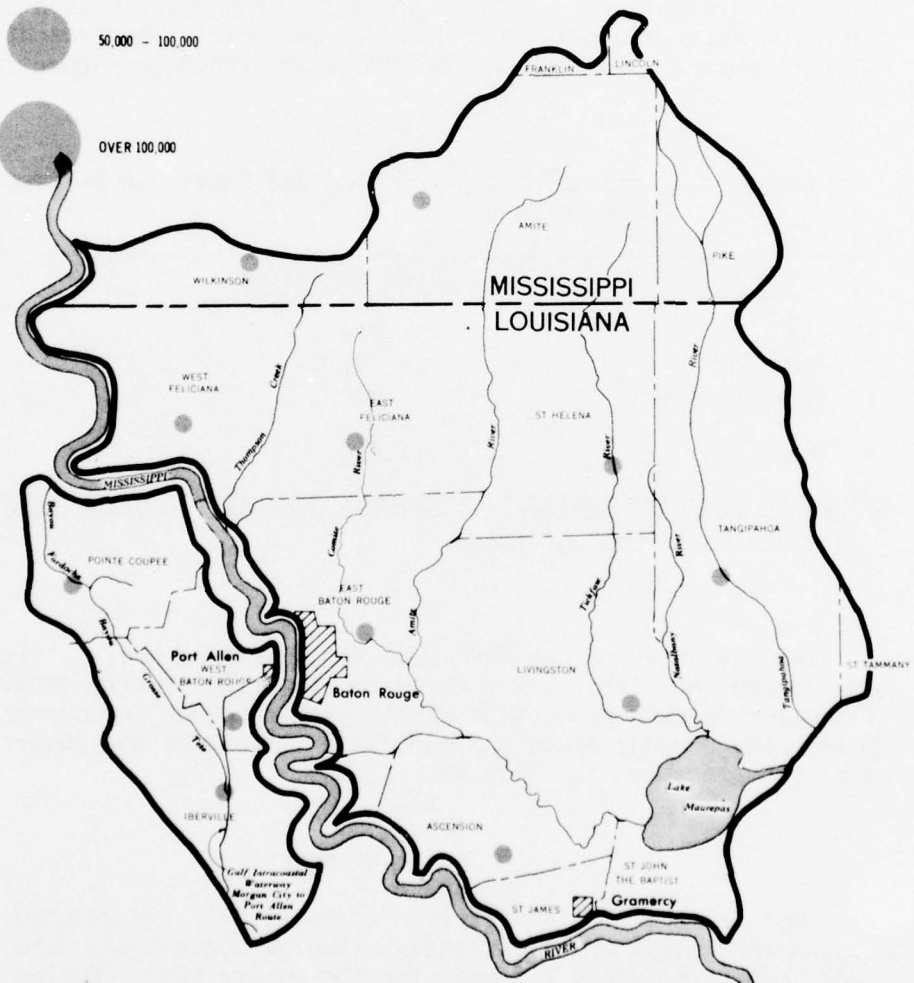 50,000 - 100,000
OVER 100,000
FRANKLIN
LINCOLN
AMITE
PIKE
WILKINSON
MISSISSIPPI
LOUISIANA
WEST
FELICIANA
Thompson
Creek
EAST
FELICIANA
River
ST HELENA
River
River
River
MISSISSIPPI
Bayou
Fordoche
POINTE COUPEE
Comite
EAST
BATON ROUGE
Amite
Tickfaw
River
Natalbany
TANGIPAHOA
Tangipahoa
ST TAMMANY
Port Allen
WEST
BATON ROUGE
Baton Rouge
LIVINGSTON
Bayou
Grosse
Tete
IBERVILLE
Gulf Intracoastal
Waterway
Morgan City to
Port Allen
Route
ASCENSION
Lake
Maurepas
ST JOHN
THE BAPTIST
ST JAMES
Gramercy
RIVER